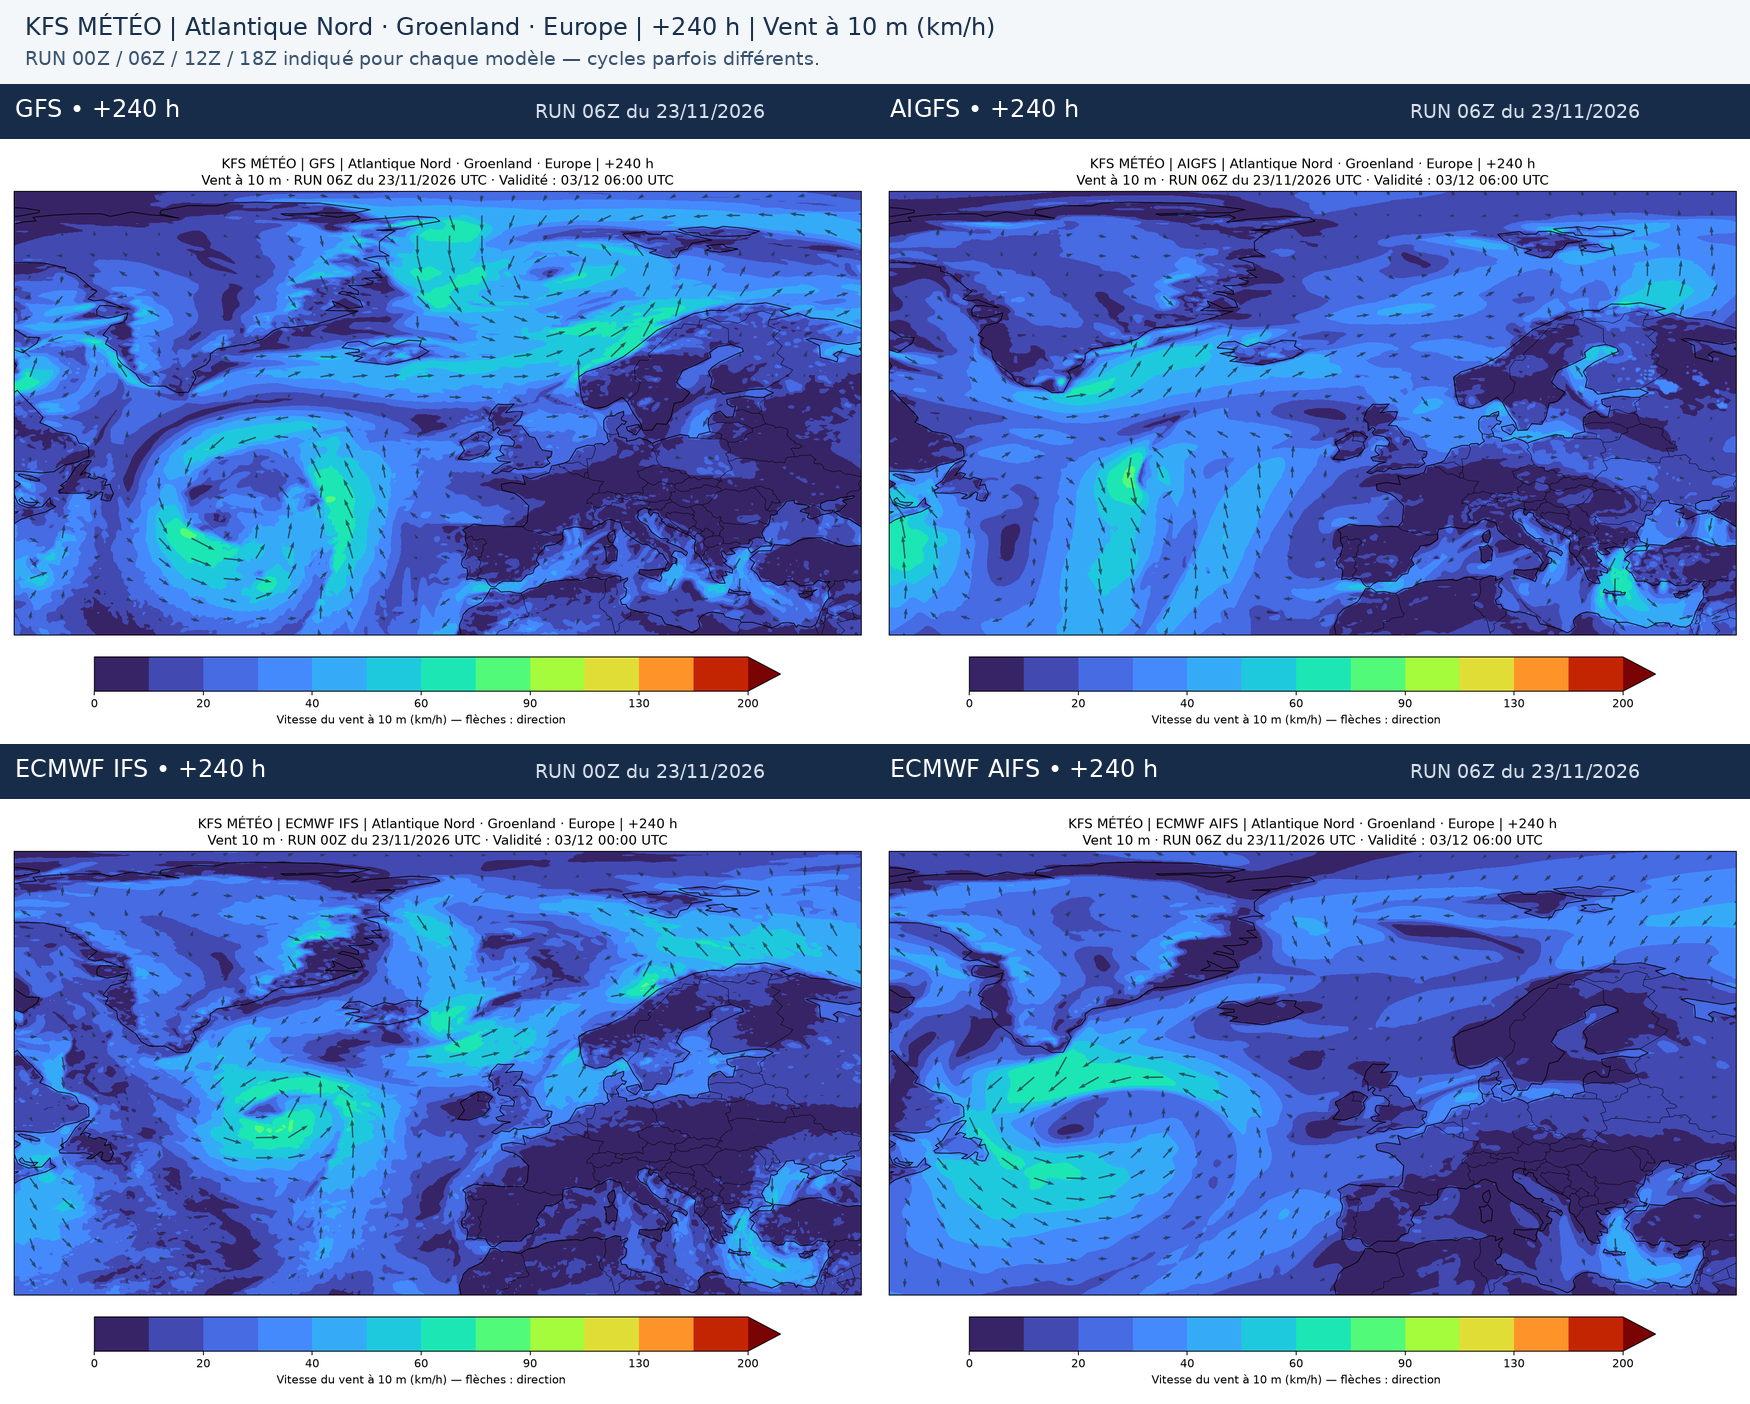 KFS MÉTÉO | Atlantique Nord · Groenland · Europe | +240 h | Vent à 10 m (km/h)
RUN 00Z / 06Z / 12Z / 18Z indiqué pour chaque modèle — cycles parfois différents.
GFS • +240 h
RUN 06Z du 23/11/2026
KFS MÉTÉO | GFS | Atlantique Nord · Groenland · Europe | +240 h
Vent à 10 m · RUN 06Z du 23/11/2026 UTC · Validité : 03/12 06:00 UTC
0 20 40 60 90 130 200
Vitesse du vent à 10 m (km/h) — flèches : direction
AIGFS • +240 h
RUN 06Z du 23/11/2026
KFS MÉTÉO | AIGFS | Atlantique Nord · Groenland · Europe | +240 h
Vent à 10 m · RUN 06Z du 23/11/2026 UTC · Validité : 03/12 06:00 UTC
0 20 40 60 90 130 200
Vitesse du vent à 10 m (km/h) — flèches : direction
ECMWF IFS • +240 h
RUN 00Z du 23/11/2026
KFS MÉTÉO | ECMWF IFS | Atlantique Nord · Groenland · Europe | +240 h
Vent 10 m · RUN 00Z du 23/11/2026 UTC · Validité : 03/12 00:00 UTC
0 20 40 60 90 130 200
Vitesse du vent à 10 m (km/h) — flèches : direction
ECMWF AIFS • +240 h
RUN 06Z du 23/11/2026
KFS MÉTÉO | ECMWF AIFS | Atlantique Nord · Groenland · Europe | +240 h
Vent 10 m · RUN 06Z du 23/11/2026 UTC · Validité : 03/12 06:00 UTC
0 20 40 60 90 130 200
Vitesse du vent à 10 m (km/h) — flèches : direction